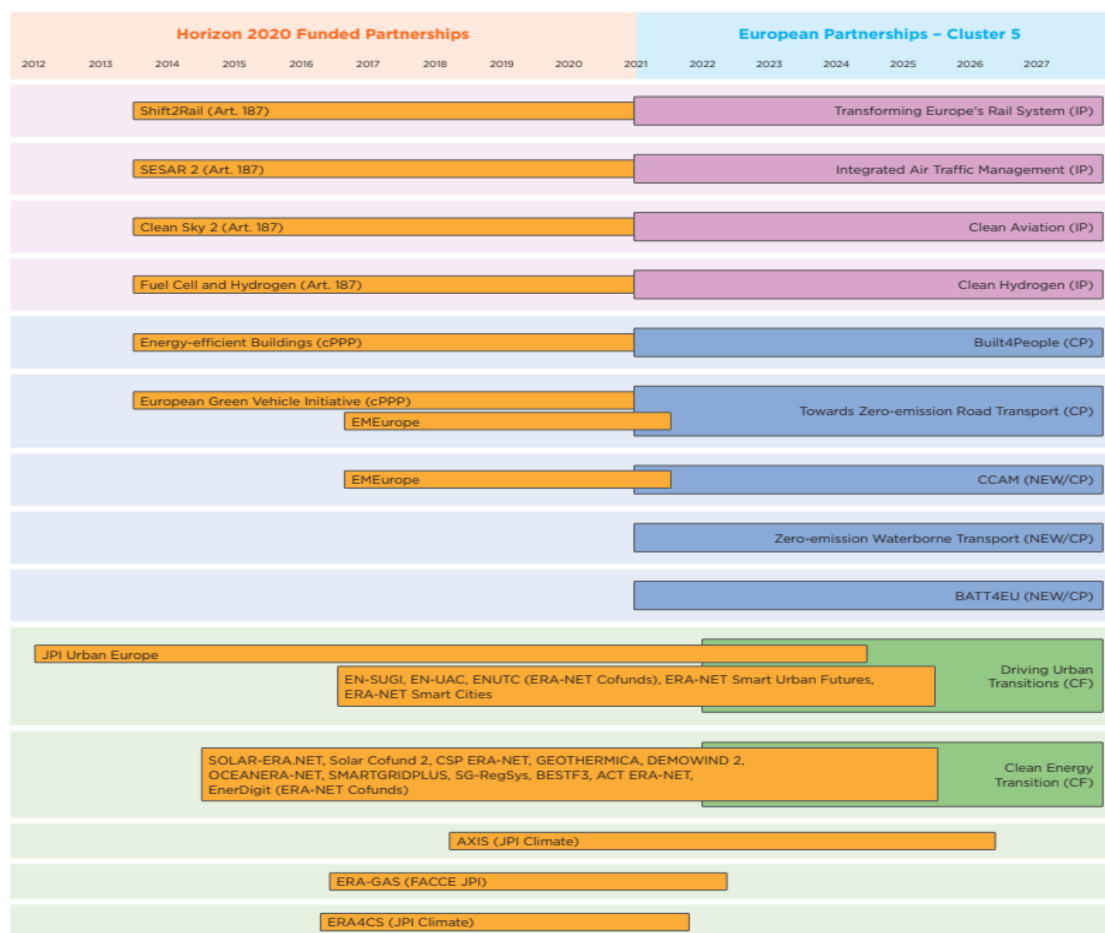 Horizon 2020 Funded Partnerships
European Partnerships – Cluster 5
2012 2013 2014 2015 2016 2017 2018 2019 2020 2021 2022 2023 2024 2025 2026 2027
Shift2Rail (Art. 187)
Transforming Europe's Rail System (IP)
SESAR 2 (Art. 187)
Integrated Air Traffic Management (IP)
Clean Sky 2 (Art. 187)
Clean Aviation (IP)
Fuel Cell and Hydrogen (Art. 187)
Clean Hydrogen (IP)
Energy-efficient Buildings (cPPP)
Built4People (CP)
European Green Vehicle Initiative (cPPP)
EMEurope
Towards Zero-emission Road Transport (CP)
EMEurope
CCAM (NEW/CP)
Zero-emission Waterborne Transport (NEW/CP)
BATT4EU (NEW/CP)
JPI Urban Europe
EN-SUGI, EN-UAC, ENUTC (ERA-NET Cofunds), ERA-NET Smart Urban Futures,
ERA-NET Smart Cities
Driving Urban
Transitions (CF)
SOLAR-ERA.NET, Solar Cofund 2, CSP ERA-NET, GEOTHERMICA, DEMOWIND 2,
OCEANERA-NET, SMARTGRIDPLUS, SG-RegSys, BESTF3, ACT ERA-NET,
EnerDigit (ERA-NET Cofunds)
Clean Energy
Transition (CF)
AXIS (JPI Climate)
ERA-GAS (FACCE JPI)
ERA4CS (JPI Climate)